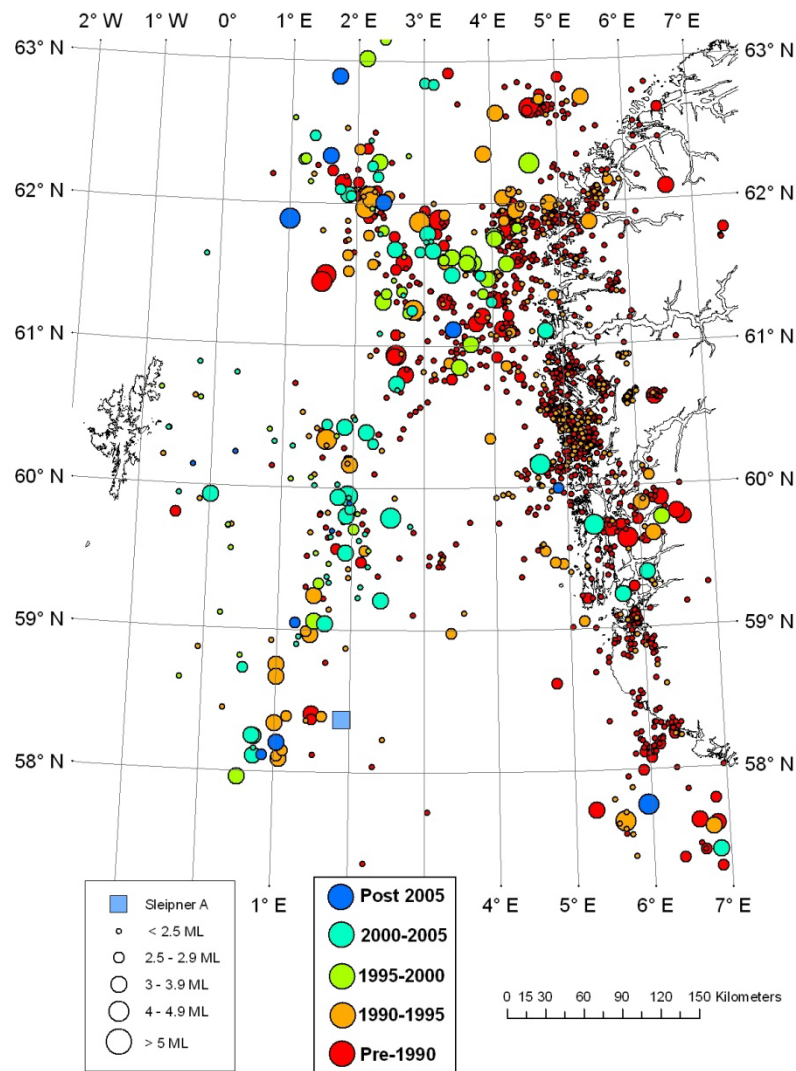 2° W 1° W 0° 1° E 2° E 3° E 4° E 5° E 6° E 7° E
63° N 63° N
62° N 62° N
61° N 61° N
60° N 60° N
59° N 59° N
58° N 58° N
1° E 4° E 5° E 6° E 7° E
Sleipner A
< 2.5 ML
2.5 - 2.9 ML
3 - 3.9 ML
4 - 4.9 ML
> 5 ML
Post 2005
2000-2005
1995-2000
1990-1995
Pre-1990
0 15 30 60 90 120 150 Kilometers